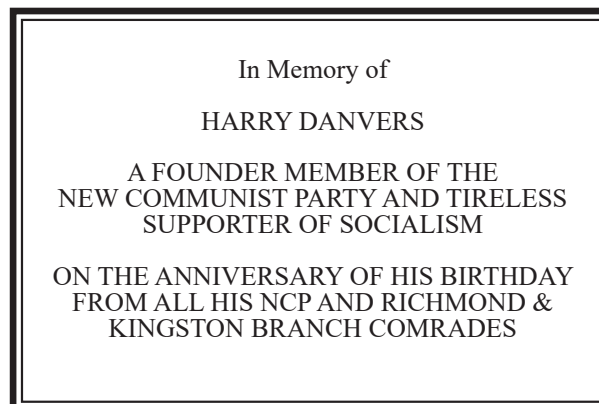 In Memory of
HARRY DANVERS
A FOUNDER MEMBER OF THE
NEW COMMUNIST PARTY AND TIRELESS
SUPPORTER OF SOCIALISM
ON THE ANNIVERSARY OF HIS BIRTHDAY
FROM ALL HIS NCP AND RICHMOND &
KINGSTON BRANCH COMRADES